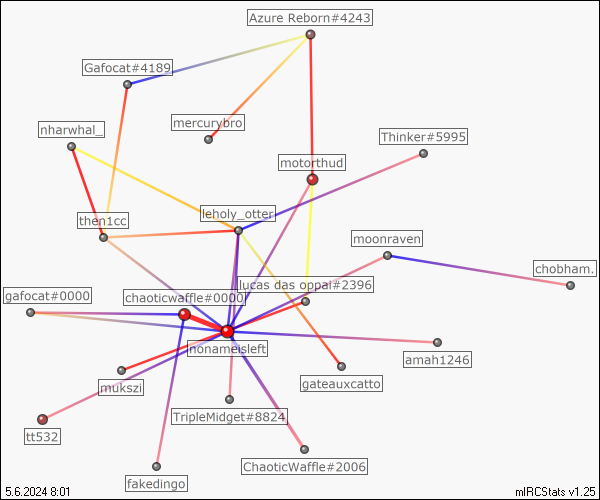 Azure Reborn#4243
Gafocat#4189
mercurybro
nharwhal_
Thinker#5995
motorthud
leholy_otter
then1cc
moonraven
chobham.
lucas das oppai#2396
gafocat#0000
chaoticwaffle#0000
nonameisleft
amah1246
mukszi
gateauxcatto
TripleMidget#8824
tt532
ChaoticWaffle#2006
fakedingo
5.6.2024 8:01
mIRCStats v1.25